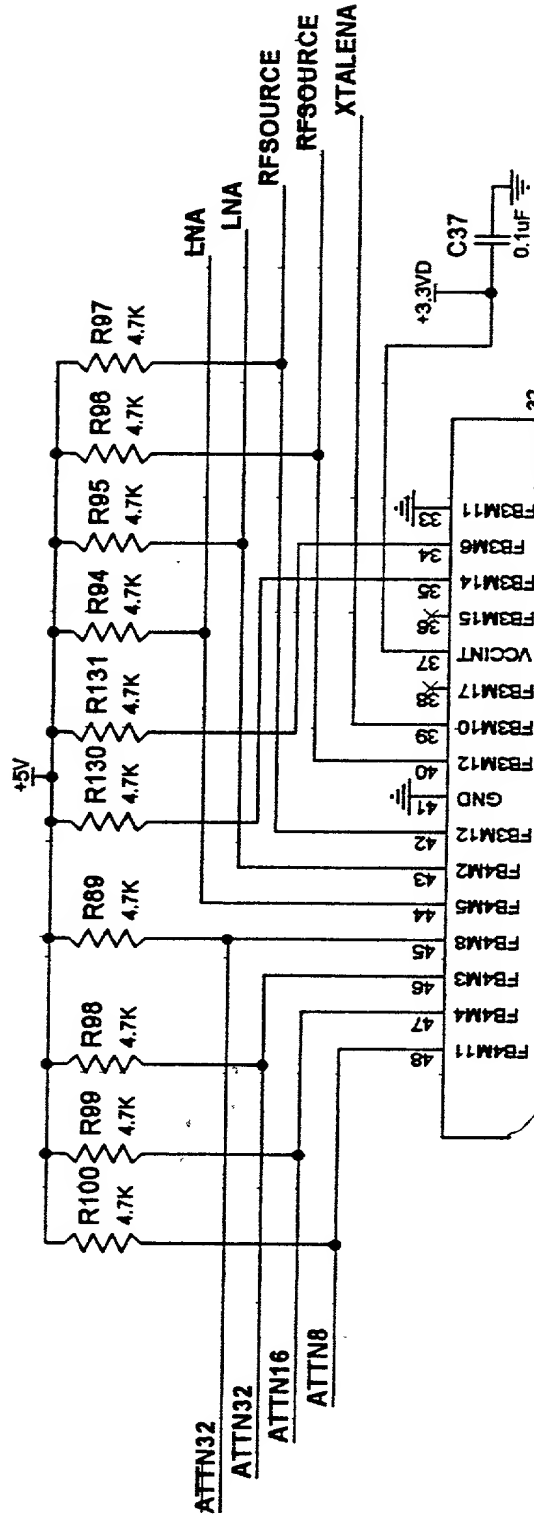 +5V
R100
4.7K
R99
4.7K
R98
4.7K
R89
4.7K
R130
4.7K
R131
4.7K
R94
4.7K
R95
4.7K
R96
4.7K
R97
4.7K
ATTN32
ATTN32
ATTN16
ATTN8
LNA
LNA
RFSOURCE
RFSOURCE
XTALENA
+3.3VD
C37
0.1uF
48 FB4M11
47 FB4M4
46 FB4M3
45 FB4M8
44 FB4M5
43 FB4M2
42 FB3M12
41 GND
40 FB3M12
39 FB3M10
38 FB3M17
37 VCCINT
36 FB3M15
35 FB3M14
34 FB3M6
33 FB3M11